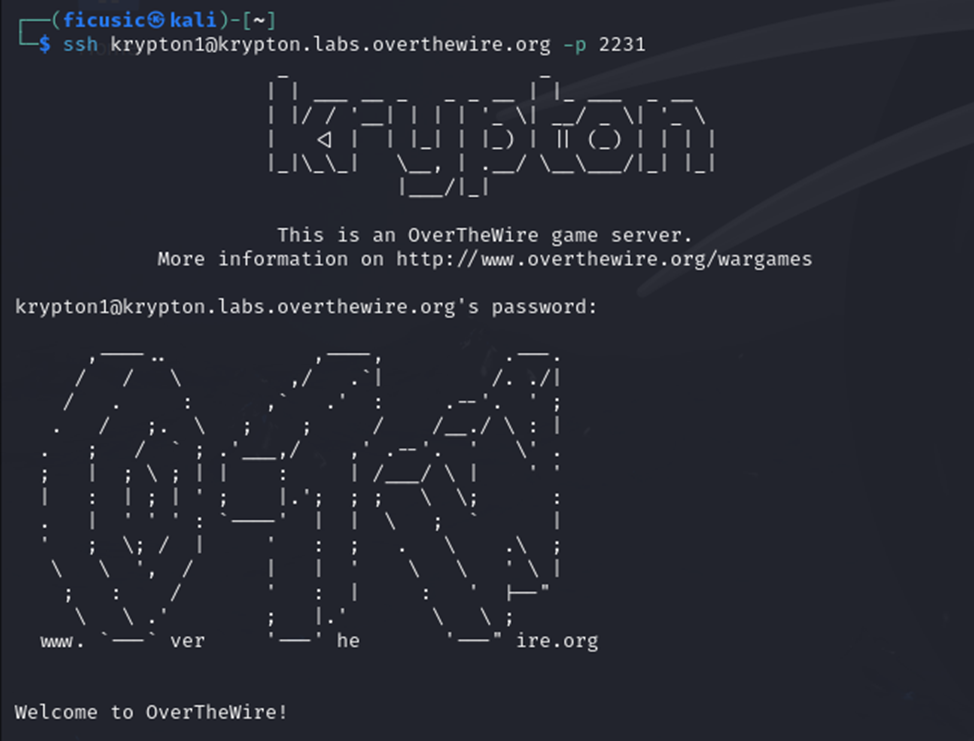 ┌──(ficusic㉿kali)-[~]
└─$ ssh krypton1@krypton.labs.overthewire.org -p 2231
krypton
This is an OverTheWire game server.
More information on http://www.overthewire.org/wargames
krypton1@krypton.labs.overthewire.org's password:
www. ver he ire.org
Welcome to OverTheWire!